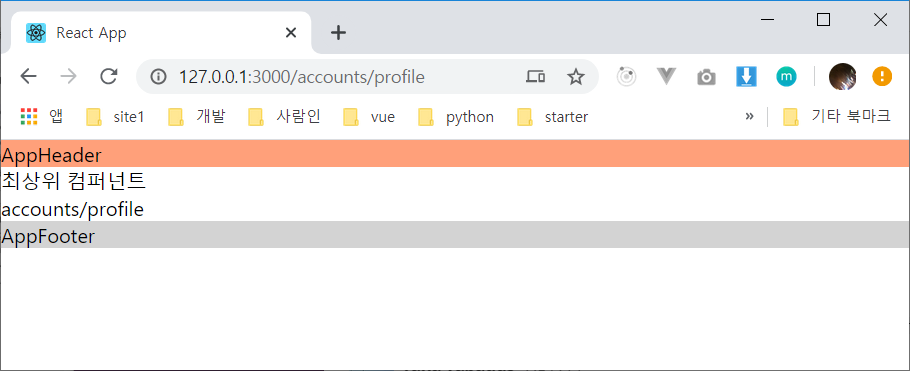 React App
127.0.0.1:3000/accounts/profile
앱 site1 개발 사람인 vue python starter » 기타 북마크
AppHeader
최상위 컴퍼넌트
accounts/profile
AppFooter